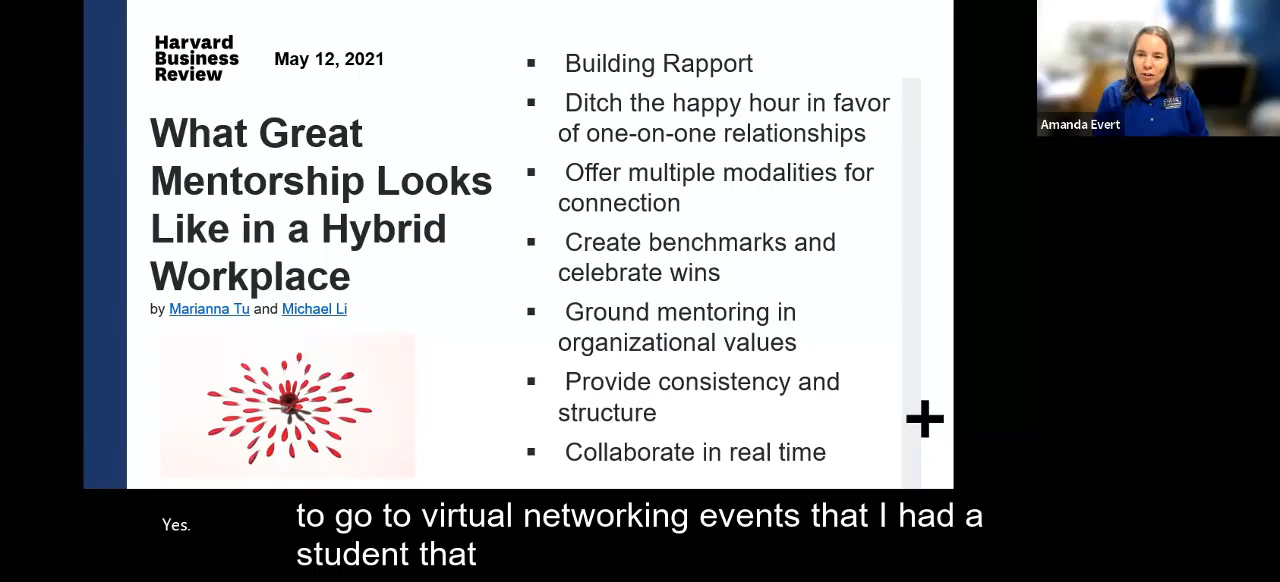 Harvard
Business
Review
May 12, 2021
What Great
Mentorship Looks
Like in a Hybrid
Workplace
by Marianna Tu and Michael Li
▪ Building Rapport
▪ Ditch the happy hour in favor
of one-on-one relationships
▪ Offer multiple modalities for
connection
▪ Create benchmarks and
celebrate wins
▪ Ground mentoring in
organizational values
▪ Provide consistency and
structure
▪ Collaborate in real time
Amanda Evert
Yes.
to go to virtual networking events that I had a
student that